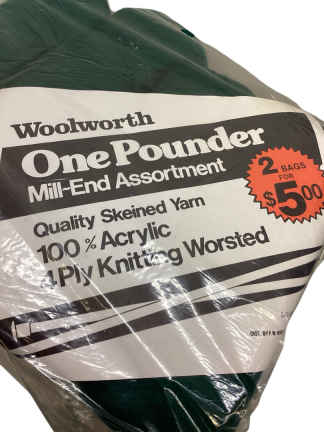 Woolworth
One Pounder
Mill-End Assortment
2 BAGS
FOR
$5.00
Quality Skeined Yarn
100% Acrylic
4 Ply Knitting Worsted